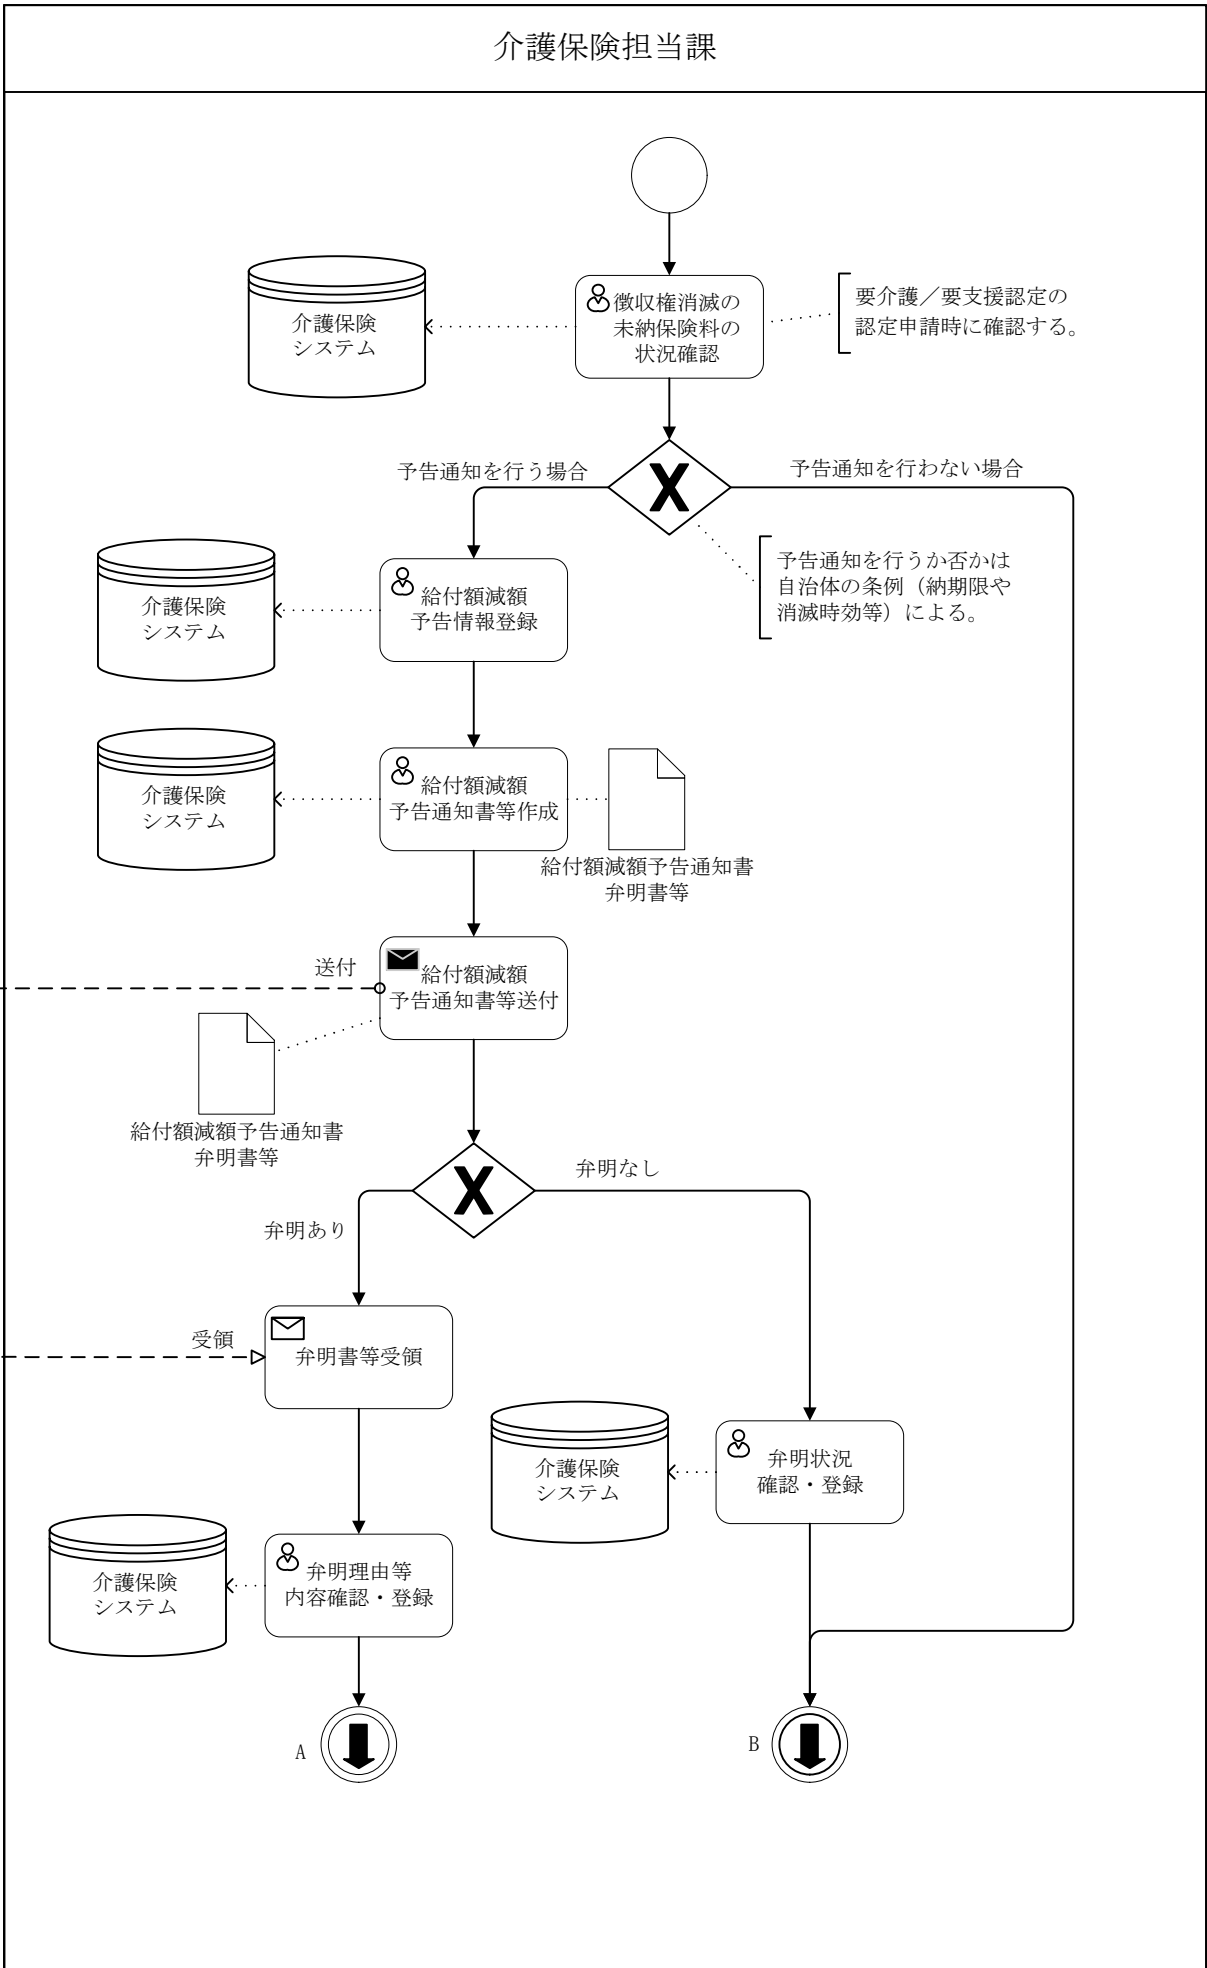 介護保険担当課
介護保険
システム
徴収権消滅の
未納保険料の
状況確認
要介護／要支援認定の
認定申請時に確認する。
予告通知を行う場合
予告通知を行わない場合
予告通知を行うか否かは
自治体の条例（納期限や
消滅時効等）による。
介護保険
システム
給付額減額
予告情報登録
介護保険
システム
給付額減額
予告通知書等作成
給付額減額予告通知書
弁明書等
送付
給付額減額
予告通知書等送付
給付額減額予告通知書
弁明書等
弁明なし
弁明あり
受領
弁明書等受領
介護保険
システム
弁明状況
確認・登録
介護保険
システム
弁明理由等
内容確認・登録
A
B